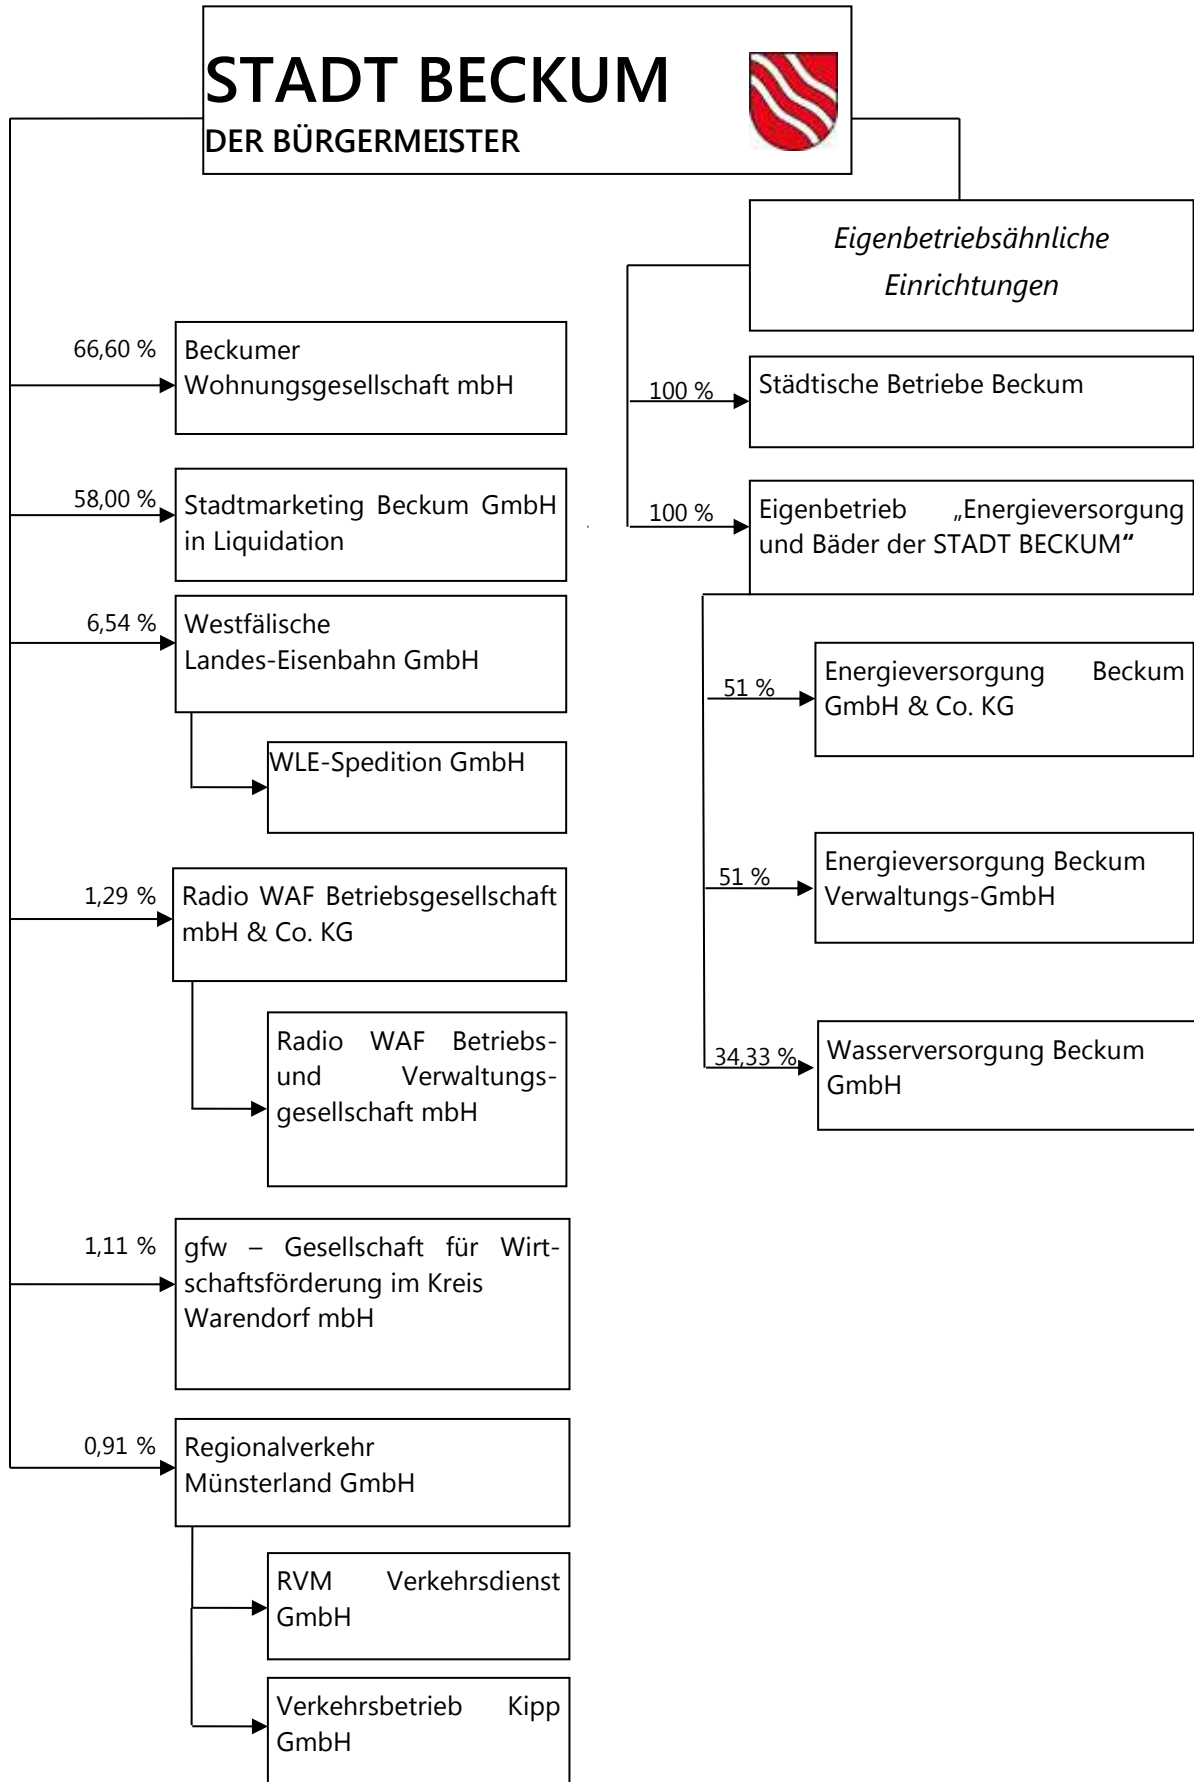 STADT BECKUM
DER BÜRGERMEISTER
66,60 %
Beckumer
Wohnungsgesellschaft mbH
58,00 %
Stadtmarketing Beckum GmbH
in Liquidation
6,54 %
Westfälische
Landes-Eisenbahn GmbH
WLE-Spedition GmbH
1,29 %
Radio WAF Betriebsgesellschaft
mbH & Co. KG
Radio WAF Betriebs-
und Verwaltungs-
gesellschaft mbH
1,11 %
gfw – Gesellschaft für Wirt-
schaftsförderung im Kreis
Warendorf mbH
0,91 %
Regionalverkehr
Münsterland GmbH
RVM Verkehrsdienst
GmbH
Verkehrsbetrieb Kipp
GmbH
Eigenbetriebsähnliche
Einrichtungen
100 %
Städtische Betriebe Beckum
100 %
Eigenbetrieb „Energieversorgung
und Bäder der STADT BECKUM“
51 %
Energieversorgung Beckum
GmbH & Co. KG
51 %
Energieversorgung Beckum
Verwaltungs-GmbH
34,33 %
Wasserversorgung Beckum
GmbH